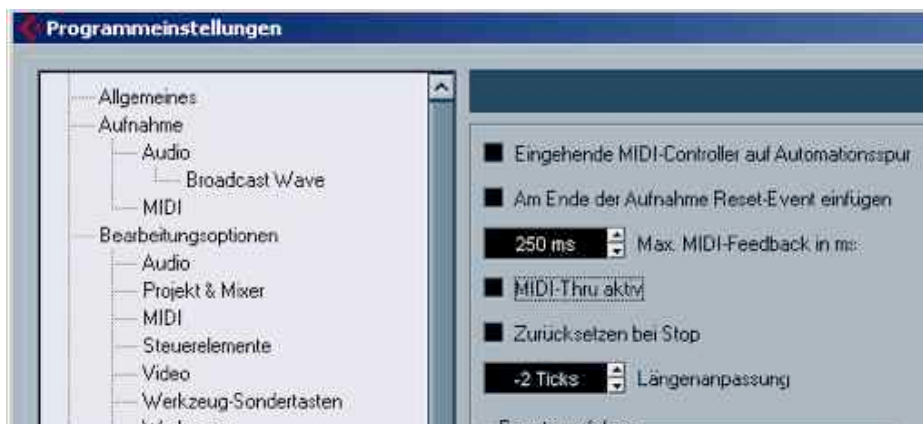 Programmeinstellungen
Allgemeines
Aufnahme
Audio
Broadcast Wave
MIDI
Bearbeitungsoptionen
Audio
Projekt & Mixer
MIDI
Steuerelemente
Video
Werkzeug-Sondertasten
Eingehende MIDI-Controller auf Automationsspur
Am Ende der Aufnahme Reset-Event einfügen
250 ms Max. MIDI-Feedback in ms
MIDI-Thru aktiv
Zurücksetzen bei Stop
-2 Ticks Längenanpassung